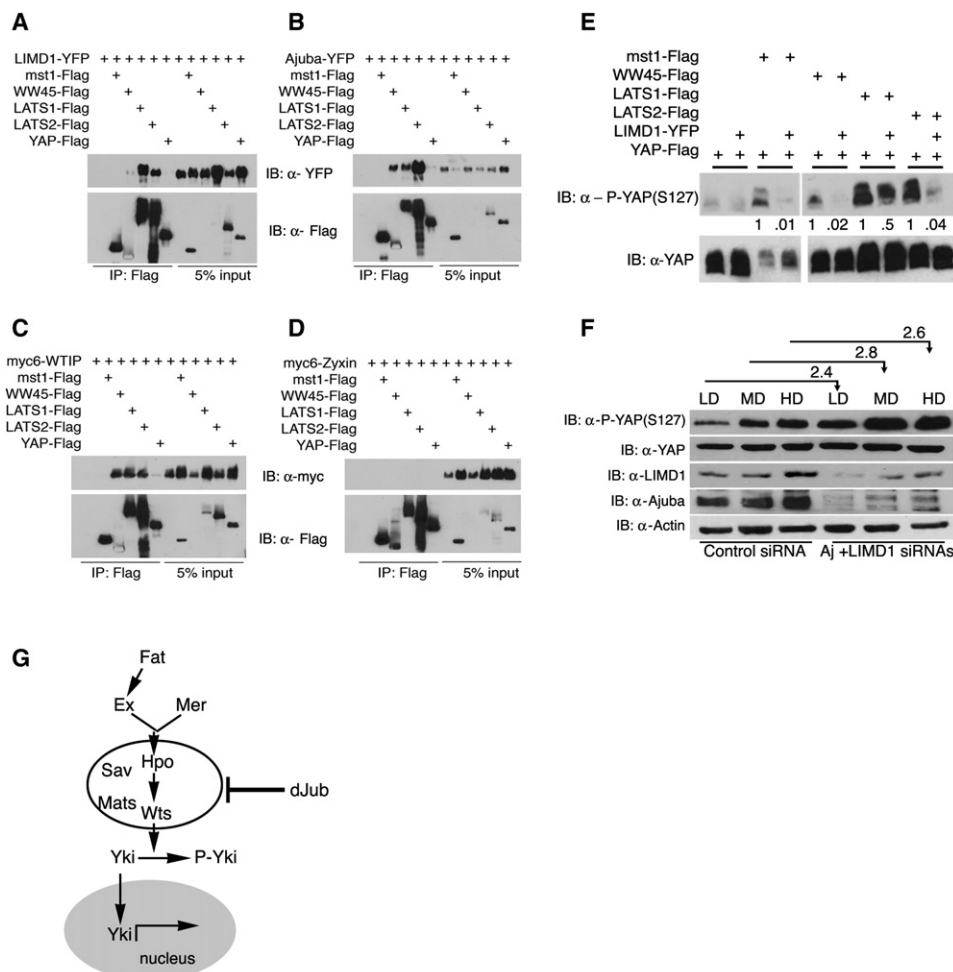 A
LIMD1-YFP + + + + + + + + + + + +
mst1-Flag + +
WW45-Flag + +
LATS1-Flag + +
LATS2-Flag + +
YAP-Flag + +
IB: α- YFP
IB: α- Flag
IP: Flag 5% input
B
Ajuba-YFP + + + + + + + + + + + +
mst1-Flag + +
WW45-Flag + +
LATS1-Flag + +
LATS2-Flag + +
YAP-Flag + +
IP: Flag 5% input
C
myc6-WTIP + + + + + + + + + + + +
mst1-Flag + +
WW45-Flag + +
LATS1-Flag + +
LATS2-Flag + +
YAP-Flag + +
IB: α-myc
IB: α- Flag
IP: Flag 5% input
D
myc6-Zyxin + + + + + + + + + + + +
mst1-Flag + +
WW45-Flag + +
LATS1-Flag + +
LATS2-Flag + +
YAP-Flag + +
IP: Flag 5% input
E
mst1-Flag + +
WW45-Flag + +
LATS1-Flag + +
LATS2-Flag + +
LIMD1-YFP + + + + +
YAP-Flag + + + + + + + + + +
IB: α – P-YAP(S127)
1 .01 1 .02 1 .5 1 .04
IB: α-YAP
F
2.6
2.8
2.4
LD MD HD LD MD HD
IB: α-P-YAP(S127)
IB: α-YAP
IB: α-LIMD1
IB: α-Ajuba
IB: α-Actin
Control siRNA Aj +LIMD1 siRNAs
G
Fat
Ex Mer
Hpo
Sav
Mats
Wts
dJub
Yki P-Yki
Yki
nucleus